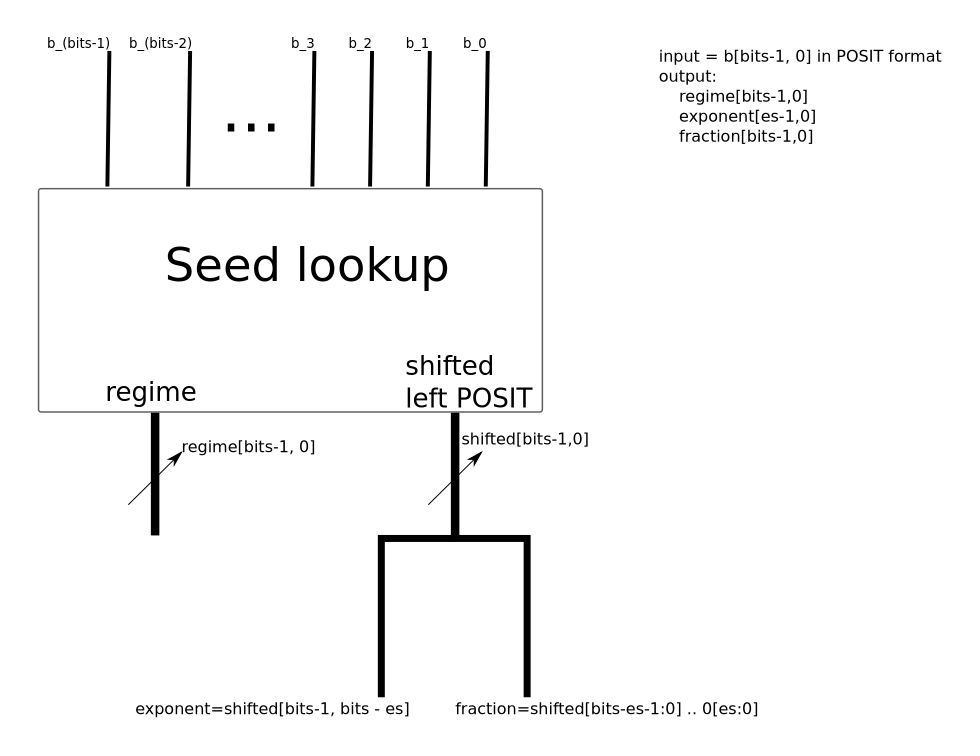 b_(bits-1) b_(bits-2) b_3 b_2 b_1 b_0
input = b[bits-1, 0] in POSIT format
output:
regime[bits-1,0]
exponent[es-1,0]
fraction[bits-1,0]
...
Seed lookup
regime
shifted
left POSIT
regime[bits-1, 0]
shifted[bits-1,0]
exponent=shifted[bits-1, bits - es]
fraction=shifted[bits-es-1:0] .. 0[es:0]